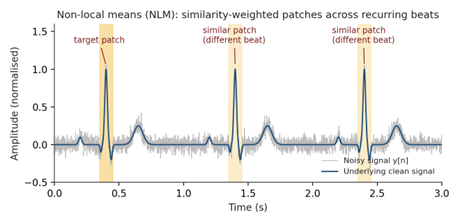 Non-local means (NLM): similarity-weighted patches across recurring beats
target patch
similar patch
(different beat)
similar patch
(different beat)
Amplitude (normalised)
1.5
1.0
0.5
0.0
−0.5
Noisy signal y[n]
Underlying clean signal
0.0 0.5 1.0 1.5 2.0 2.5 3.0
Time (s)